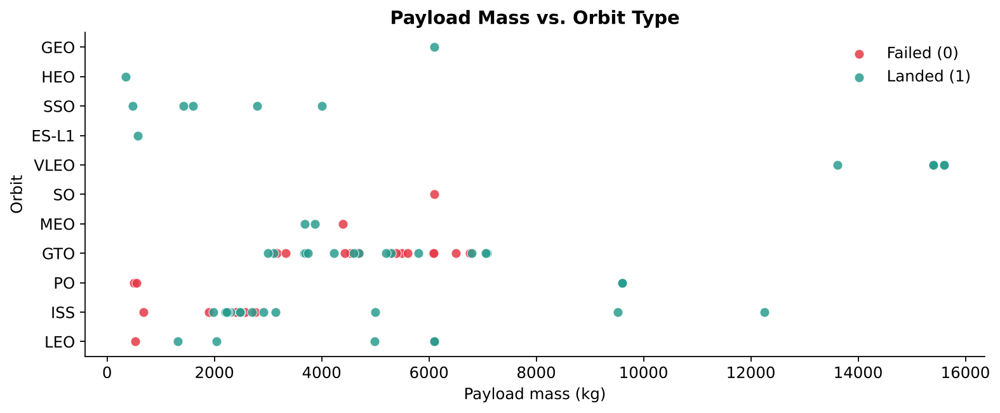 Payload Mass vs. Orbit Type
Failed (0)
Landed (1)
Orbit
GEO
HEO
SSO
ES-L1
VLEO
SO
MEO
GTO
PO
ISS
LEO
0 2000 4000 6000 8000 10000 12000 14000 16000
Payload mass (kg)